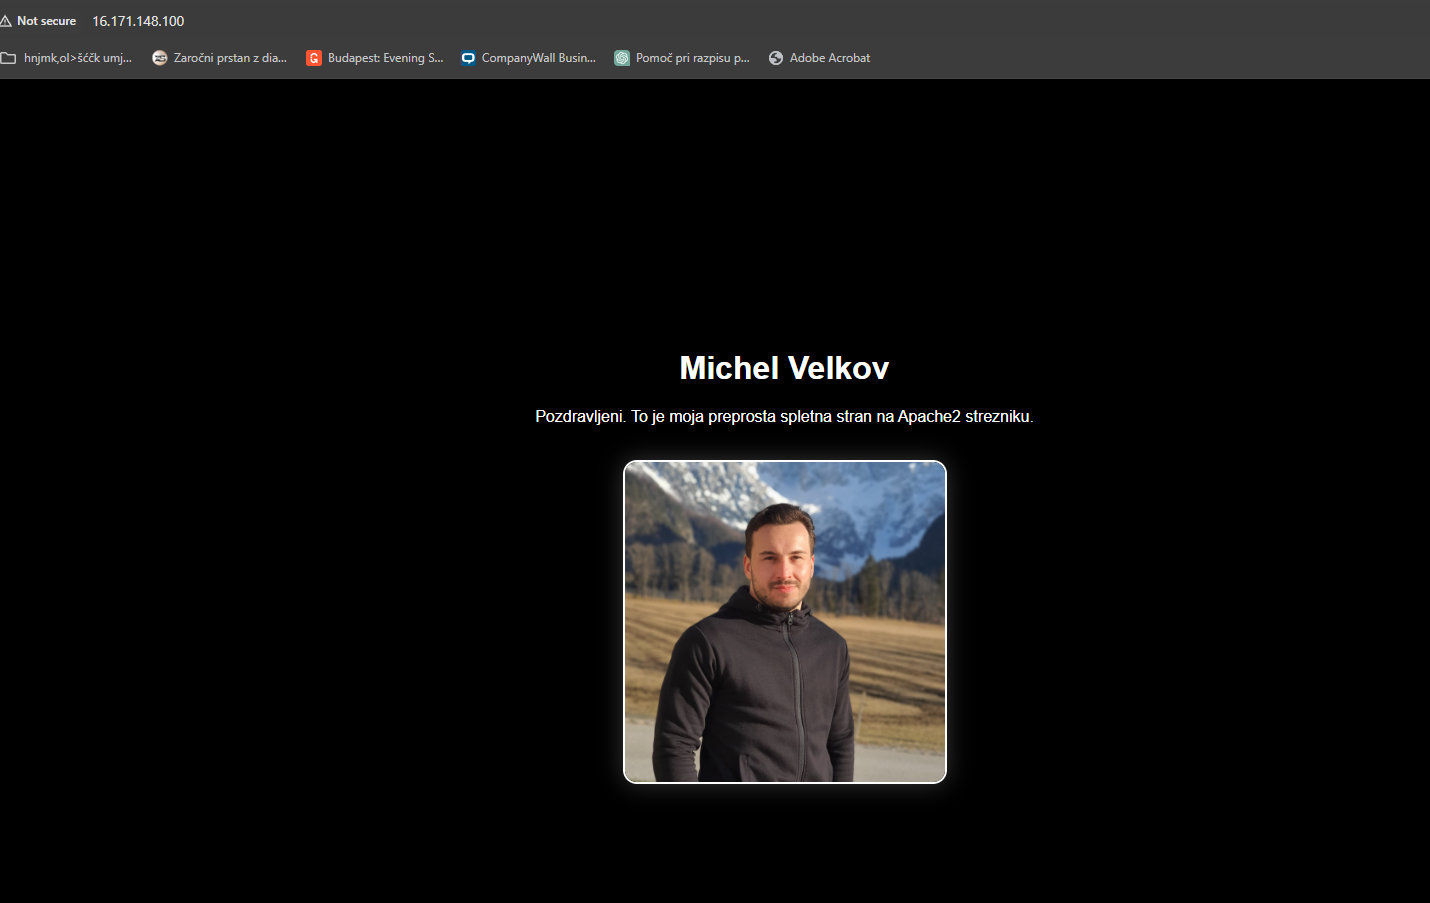 Not secure 16.171.148.100
hnjmk,ol>šććk umj... Zaročni prstan z dia... Budapest: Evening S... CompanyWall Busin... Pomoč pri razpisu p... Adobe Acrobat
Michel Velkov
Pozdravljeni. To je moja preprosta spletna stran na Apache2 strezniku.